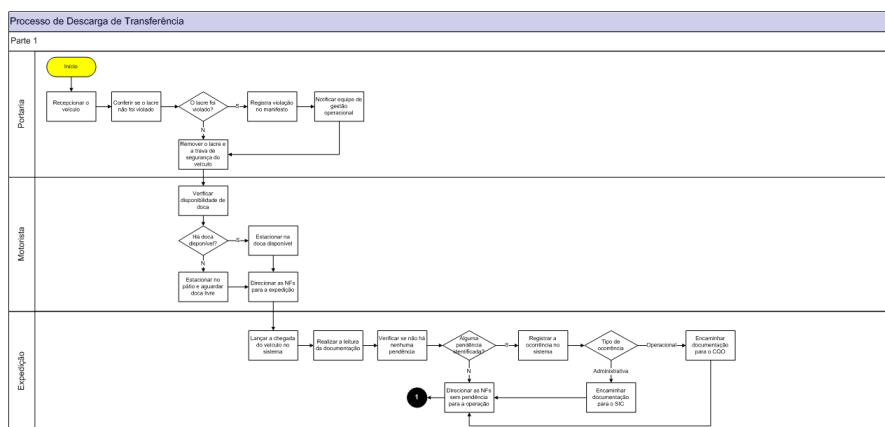 Processo de Descarga de Transferência
Parte 1
Portaria
Início
Recepcionar o
veículo
Conferir se o lacre
não foi violado
O lacre foi
violado?
S
Registra violação
no manifesto
Notificar equipe de
gestão
operacional
N
Remover o lacre e
a trava de
segurança do
veículo
Motorista
Verificar
disponibilidade de
doca
Há doca
disponível?
S
Estacionar na
doca disponível
N
Estacionar no
pátio e aguardar
doca livre
Direcionar as NFs
para a expedição
Expedição
Lançar a chegada
do veículo no
sistema
Realizar a leitura
da documentação
Verificar se não há
nenhuma
pendência
Alguma
pendência
identificada?
S
Registrar a
ocorrência no
sistema
Tipo de
ocorrência
Operacional
Encaminhar
documentação
para o CQO
N
Administrativa
1
Direcionar as NFs
sem pendência
para a operação
Encaminhar
documentação
para o SIC